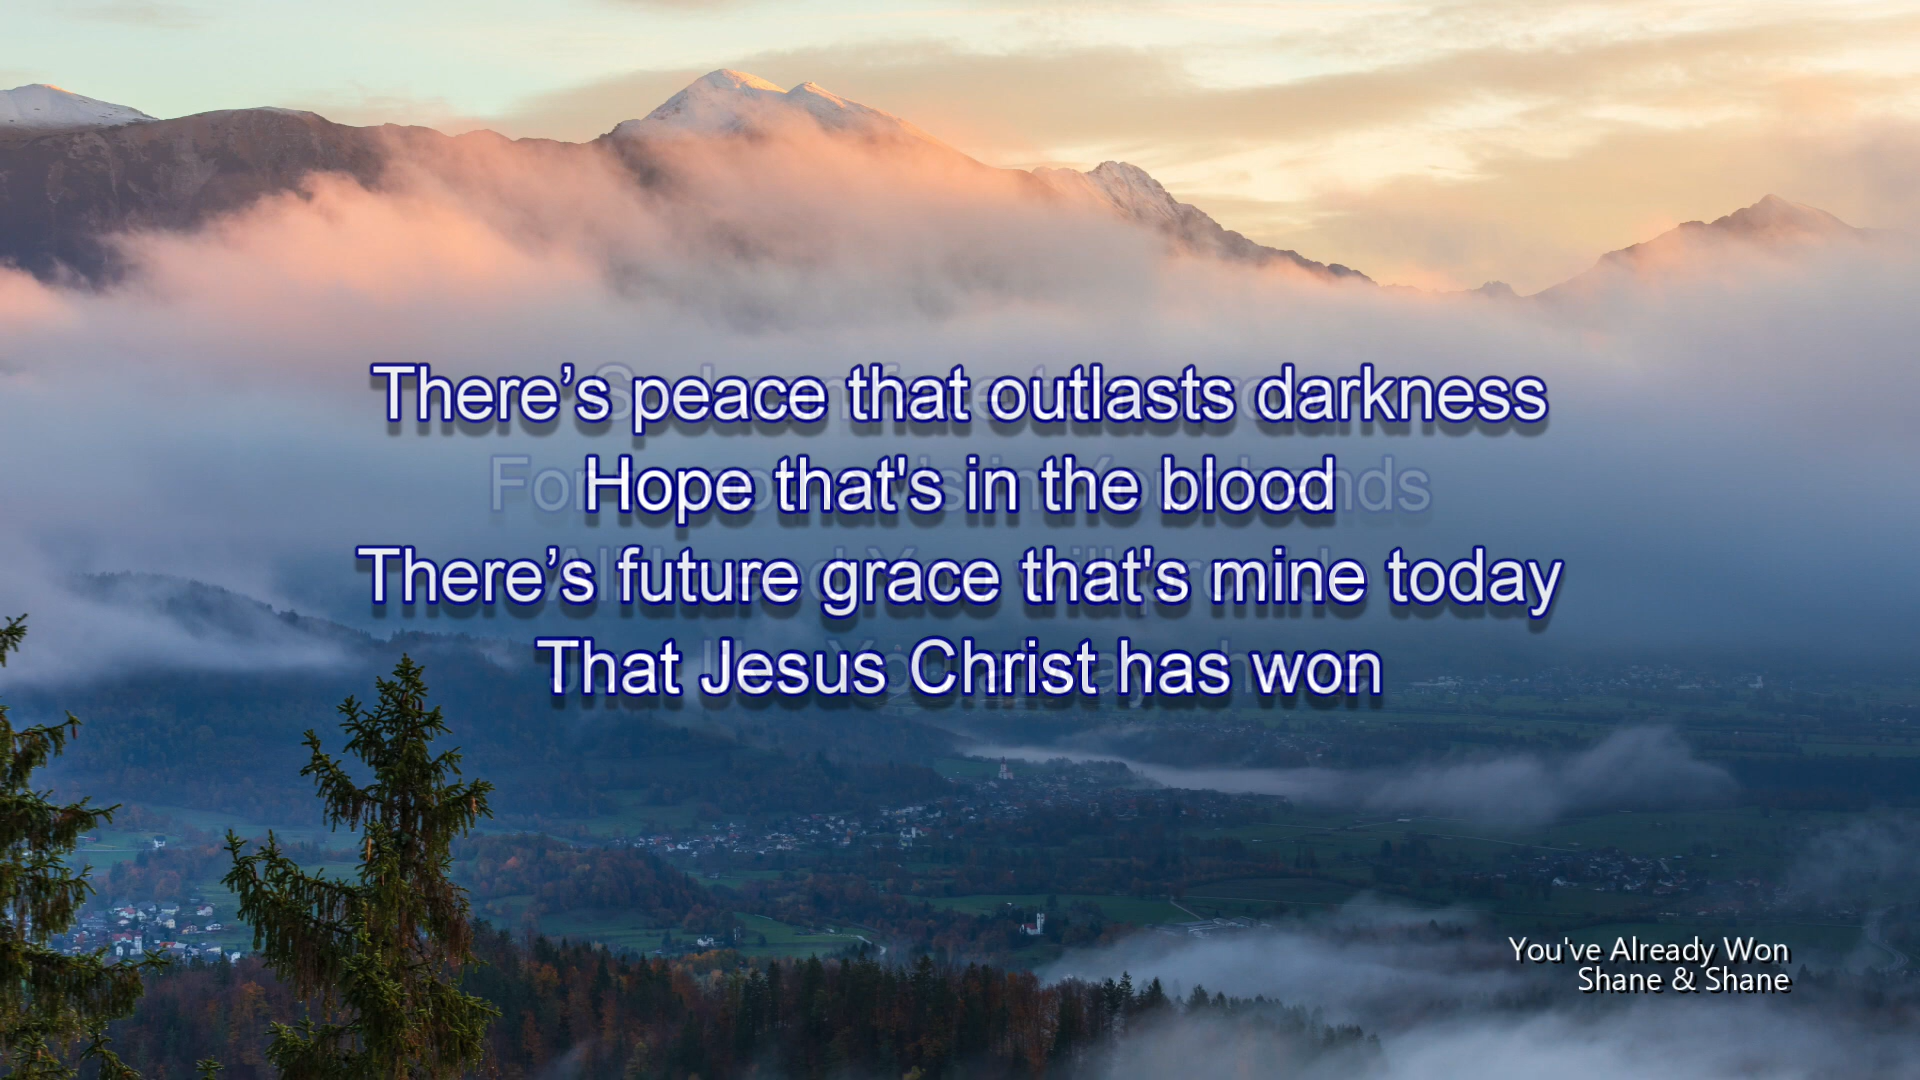 There’s peace that outlasts darkness
Hope that's in the blood
There’s future grace that's mine today
That Jesus Christ has won
You've Already Won
Shane & Shane